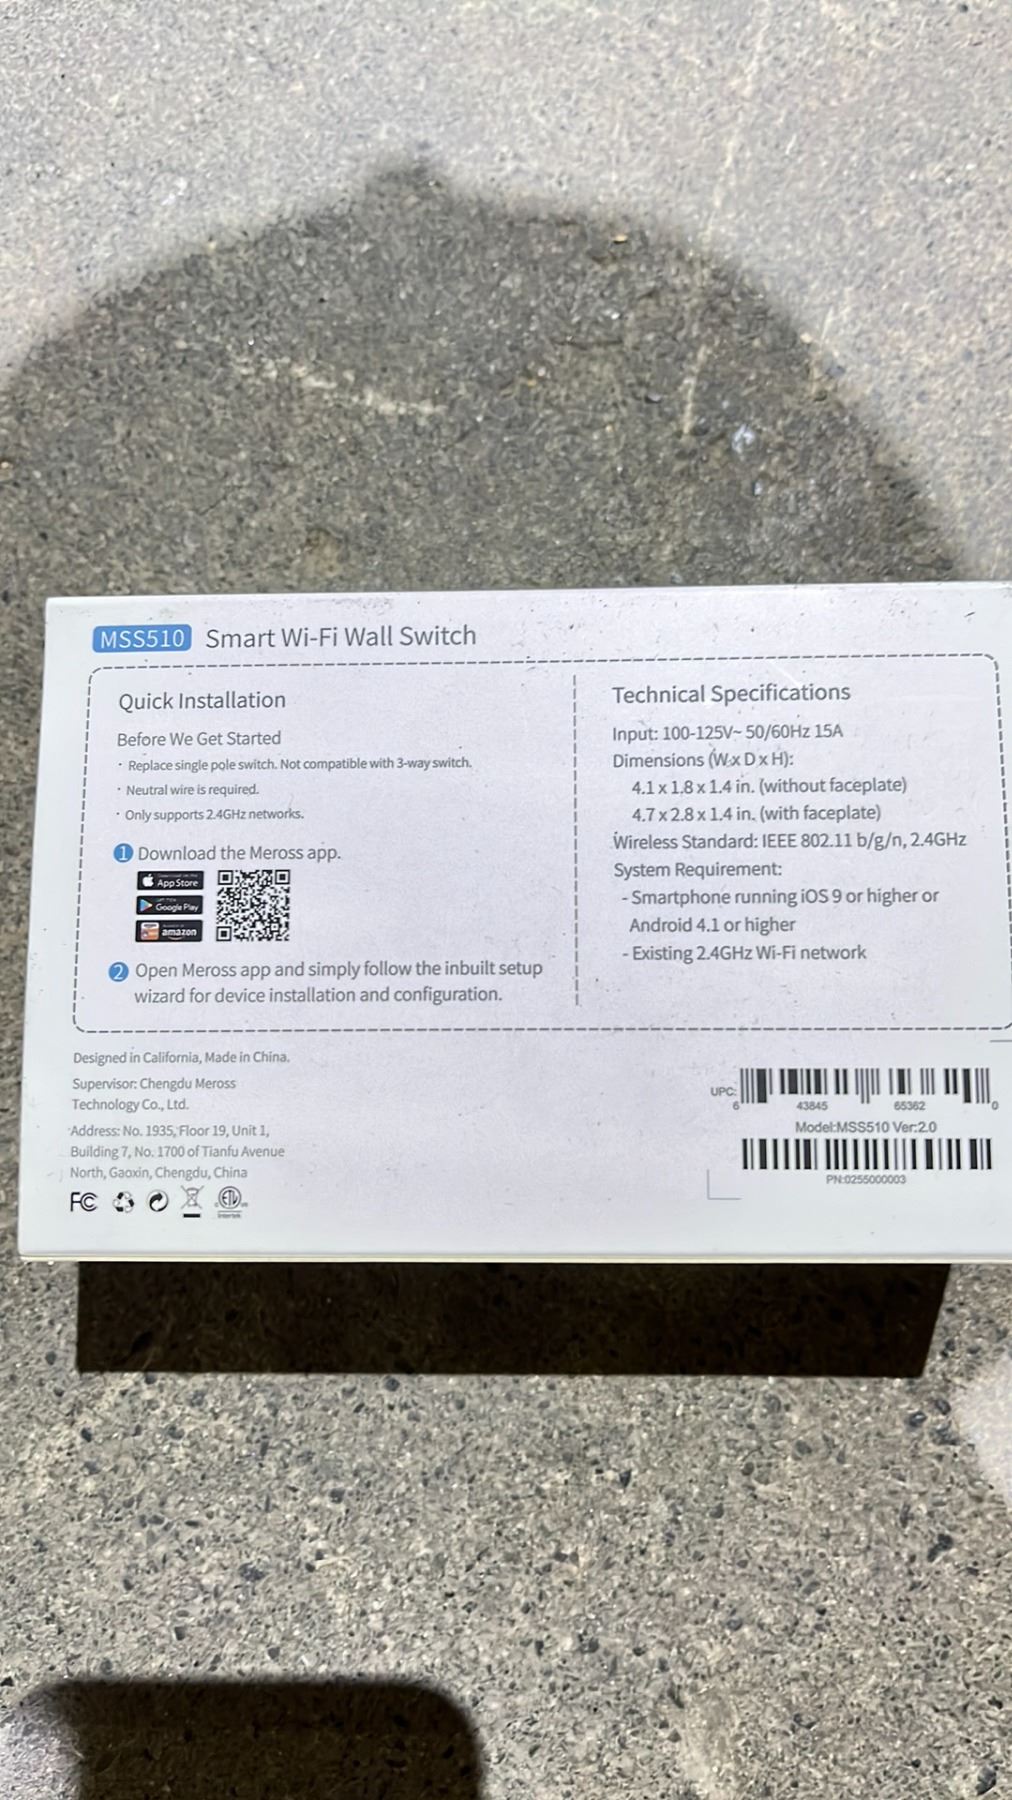 MSS510 Smart Wi-Fi Wall Switch
Quick Installation
Before We Get Started
· Replace single pole switch. Not compatible with 3-way switch.
· Neutral wire is required.
· Only supports 2.4GHz networks.
1 Download the Meross app.
App Store
Google Play
amazon
2 Open Meross app and simply follow the inbuilt setup
wizard for device installation and configuration.
Technical Specifications
Input: 100-125V~ 50/60Hz 15A
Dimensions (W x D x H):
4.1 x 1.8 x 1.4 in. (without faceplate)
4.7 x 2.8 x 1.4 in. (with faceplate)
Wireless Standard: IEEE 802.11 b/g/n, 2.4GHz
System Requirement:
- Smartphone running iOS 9 or higher or
Android 4.1 or higher
- Existing 2.4GHz Wi-Fi network
Designed in California, Made in China.
Supervisor: Chengdu Meross
Technology Co., Ltd.
Address: No. 1935, Floor 19, Unit 1,
Building 7, No. 1700 of Tianfu Avenue
North, Gaoxin, Chengdu, China
FC
ETL
Intertek
UPC:
6 43845 65362 0
Model:MSS510 Ver:2.0
PN:0255000003